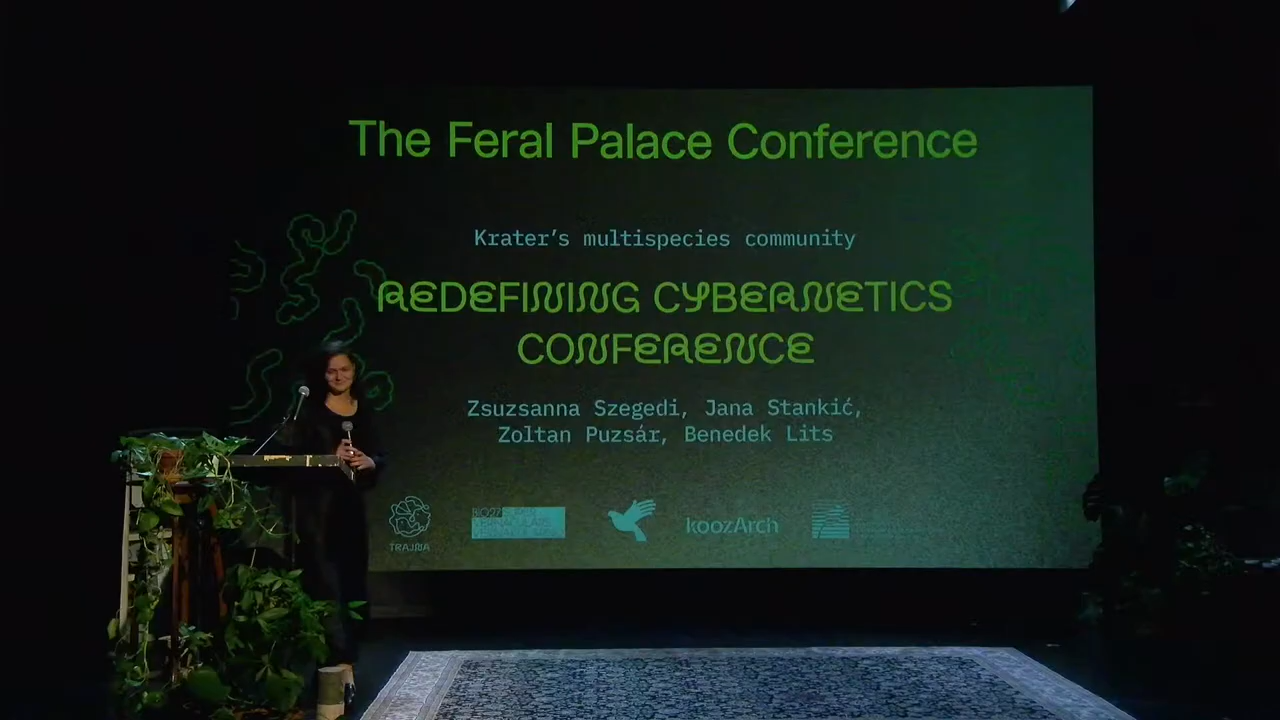 The Feral Palace Conference
Krater's multispecies community
REDEFINING CYBERNETICS
CONFERENCE
Zsuzsanna Szegedi, Jana Stankić,
Zoltan Puzsár, Benedek Lits
TRAJNA
koozArch